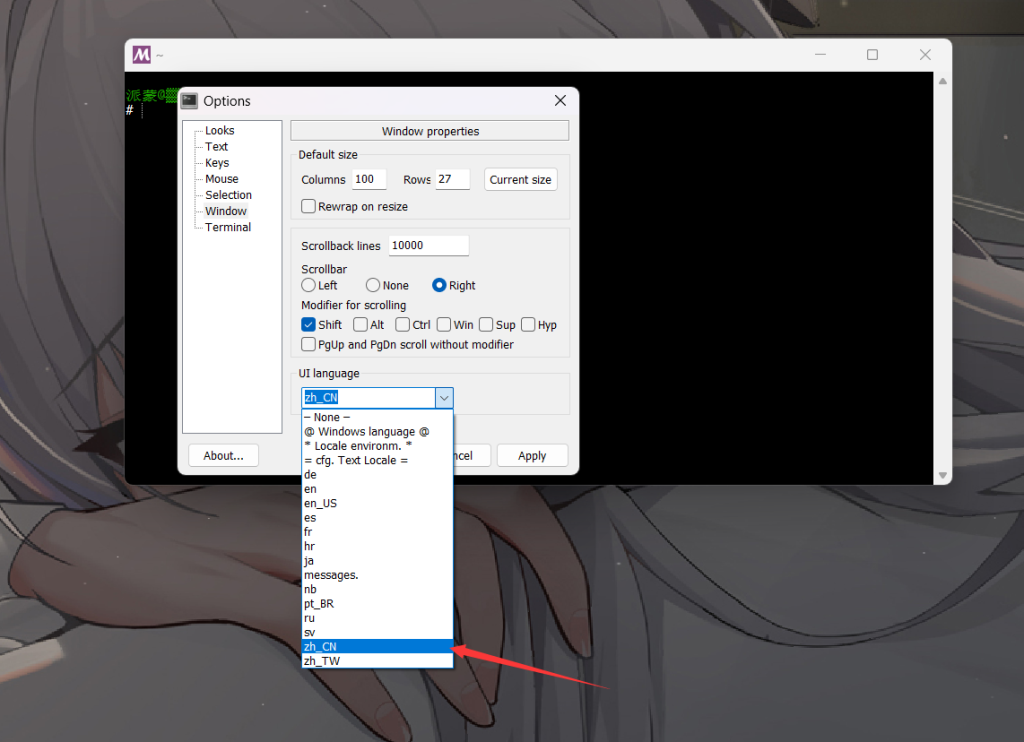 ~
派蒙@
#
Options
Looks
Text
Keys
Mouse
Selection
Window
Terminal
Window properties
Default size
Columns 100 Rows 27 Current size
Rewrap on resize
Scrollback lines 10000
Scrollbar
Left None Right
Modifier for scrolling
Shift Alt Ctrl Win Sup Hyp
PgUp and PgDn scroll without modifier
UI language
zh_CN
– None –
@ Windows language @
* Locale environm. *
= cfg. Text Locale =
de
en
en_US
es
fr
hr
ja
messages.
nb
pt_BR
ru
sv
zh_CN
zh_TW
About... ncel Apply